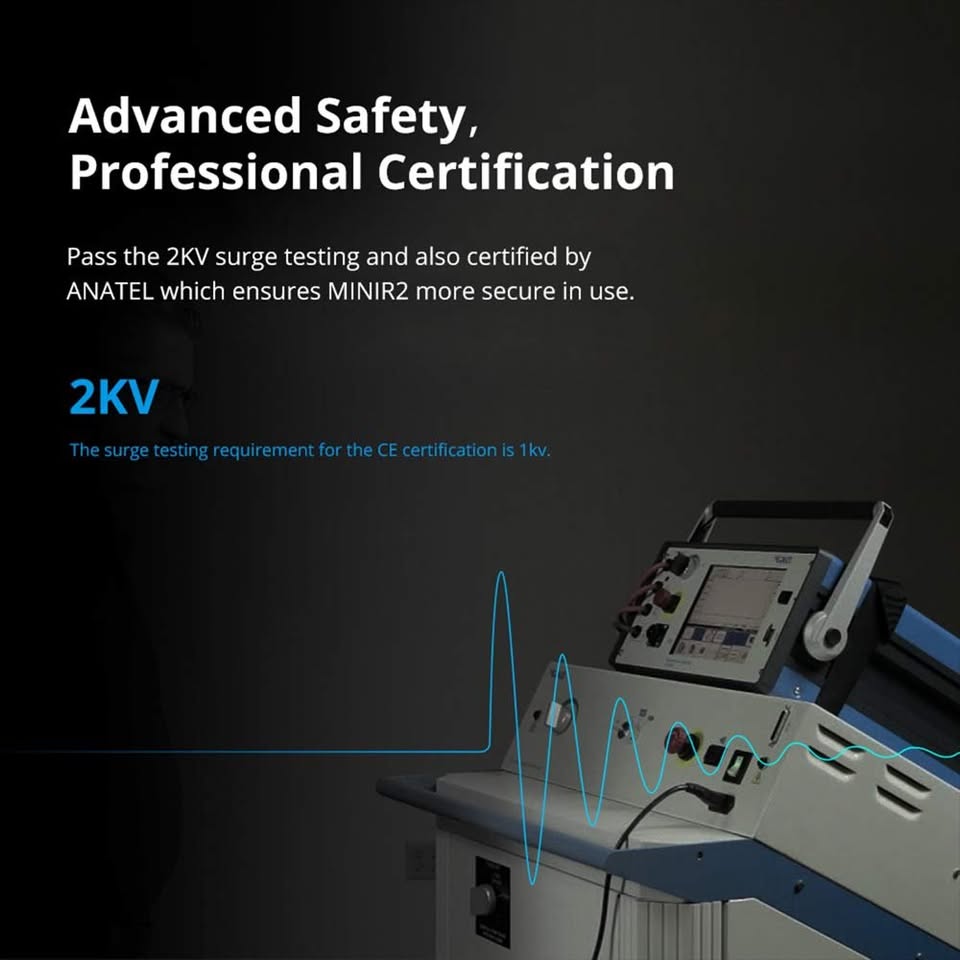 Advanced Safety,
Professional Certification
Pass the 2KV surge testing and also certified by
ANATEL which ensures MINIR2 more secure in use.
2KV
The surge testing requirement for the CE certification is 1kv.